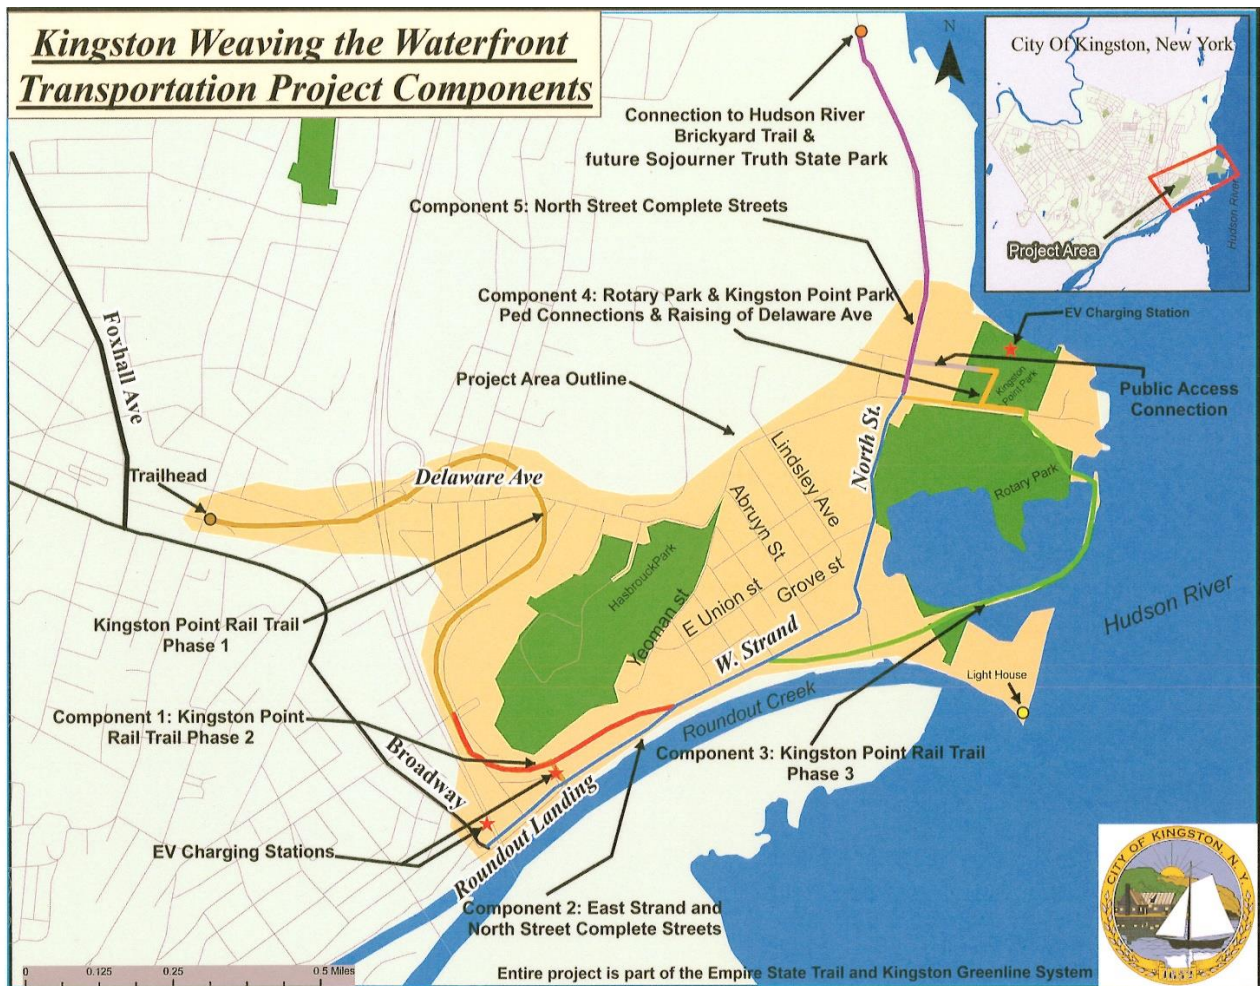 Kingston Weaving the Waterfront
Transportation Project Components
N
City Of Kingston, New York
Hudson River
Project Area
Connection to Hudson River
Brickyard Trail &
future Sojourner Truth State Park
Component 5: North Street Complete Streets
Component 4: Rotary Park & Kingston Point Park
Ped Connections & Raising of Delaware Ave
EV Charging Station
Kingston
Point Park
Public Access
Connection
Project Area Outline
Foxhall Ave
Trailhead
Delaware Ave
Lindsley Ave
North St.
Abruyn St
Rotary Park
HasbrouckPark
Yeoman st
E Union st
Grove st
W. Strand
Hudson River
Kingston Point Rail Trail
Phase 1
Light House
Roundout Creek
Component 1: Kingston Point
Rail Trail Phase 2
Component 3: Kingston Point Rail Trail
Phase 3
Broadway
Roundout Landing
EV Charging Stations
Component 2: East Strand and
North Street Complete Streets
CITY OF KINGSTON, N. Y.
1652
0 0.125 0.25 0.5 Miles
Entire project is part of the Empire State Trail and Kingston Greenline System